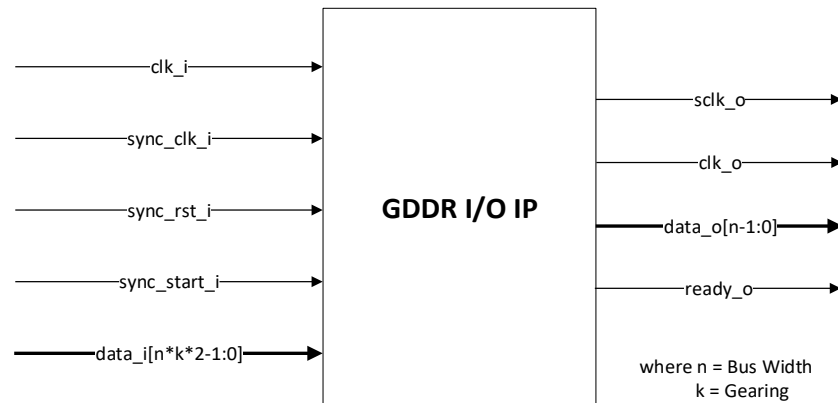 clk_i
sync_clk_i
sync_rst_i
sync_start_i
data_i[n*k*2-1:0]
GDDR I/O IP
sclk_o
clk_o
data_o[n-1:0]
ready_o
where n = Bus Width
k = Gearing